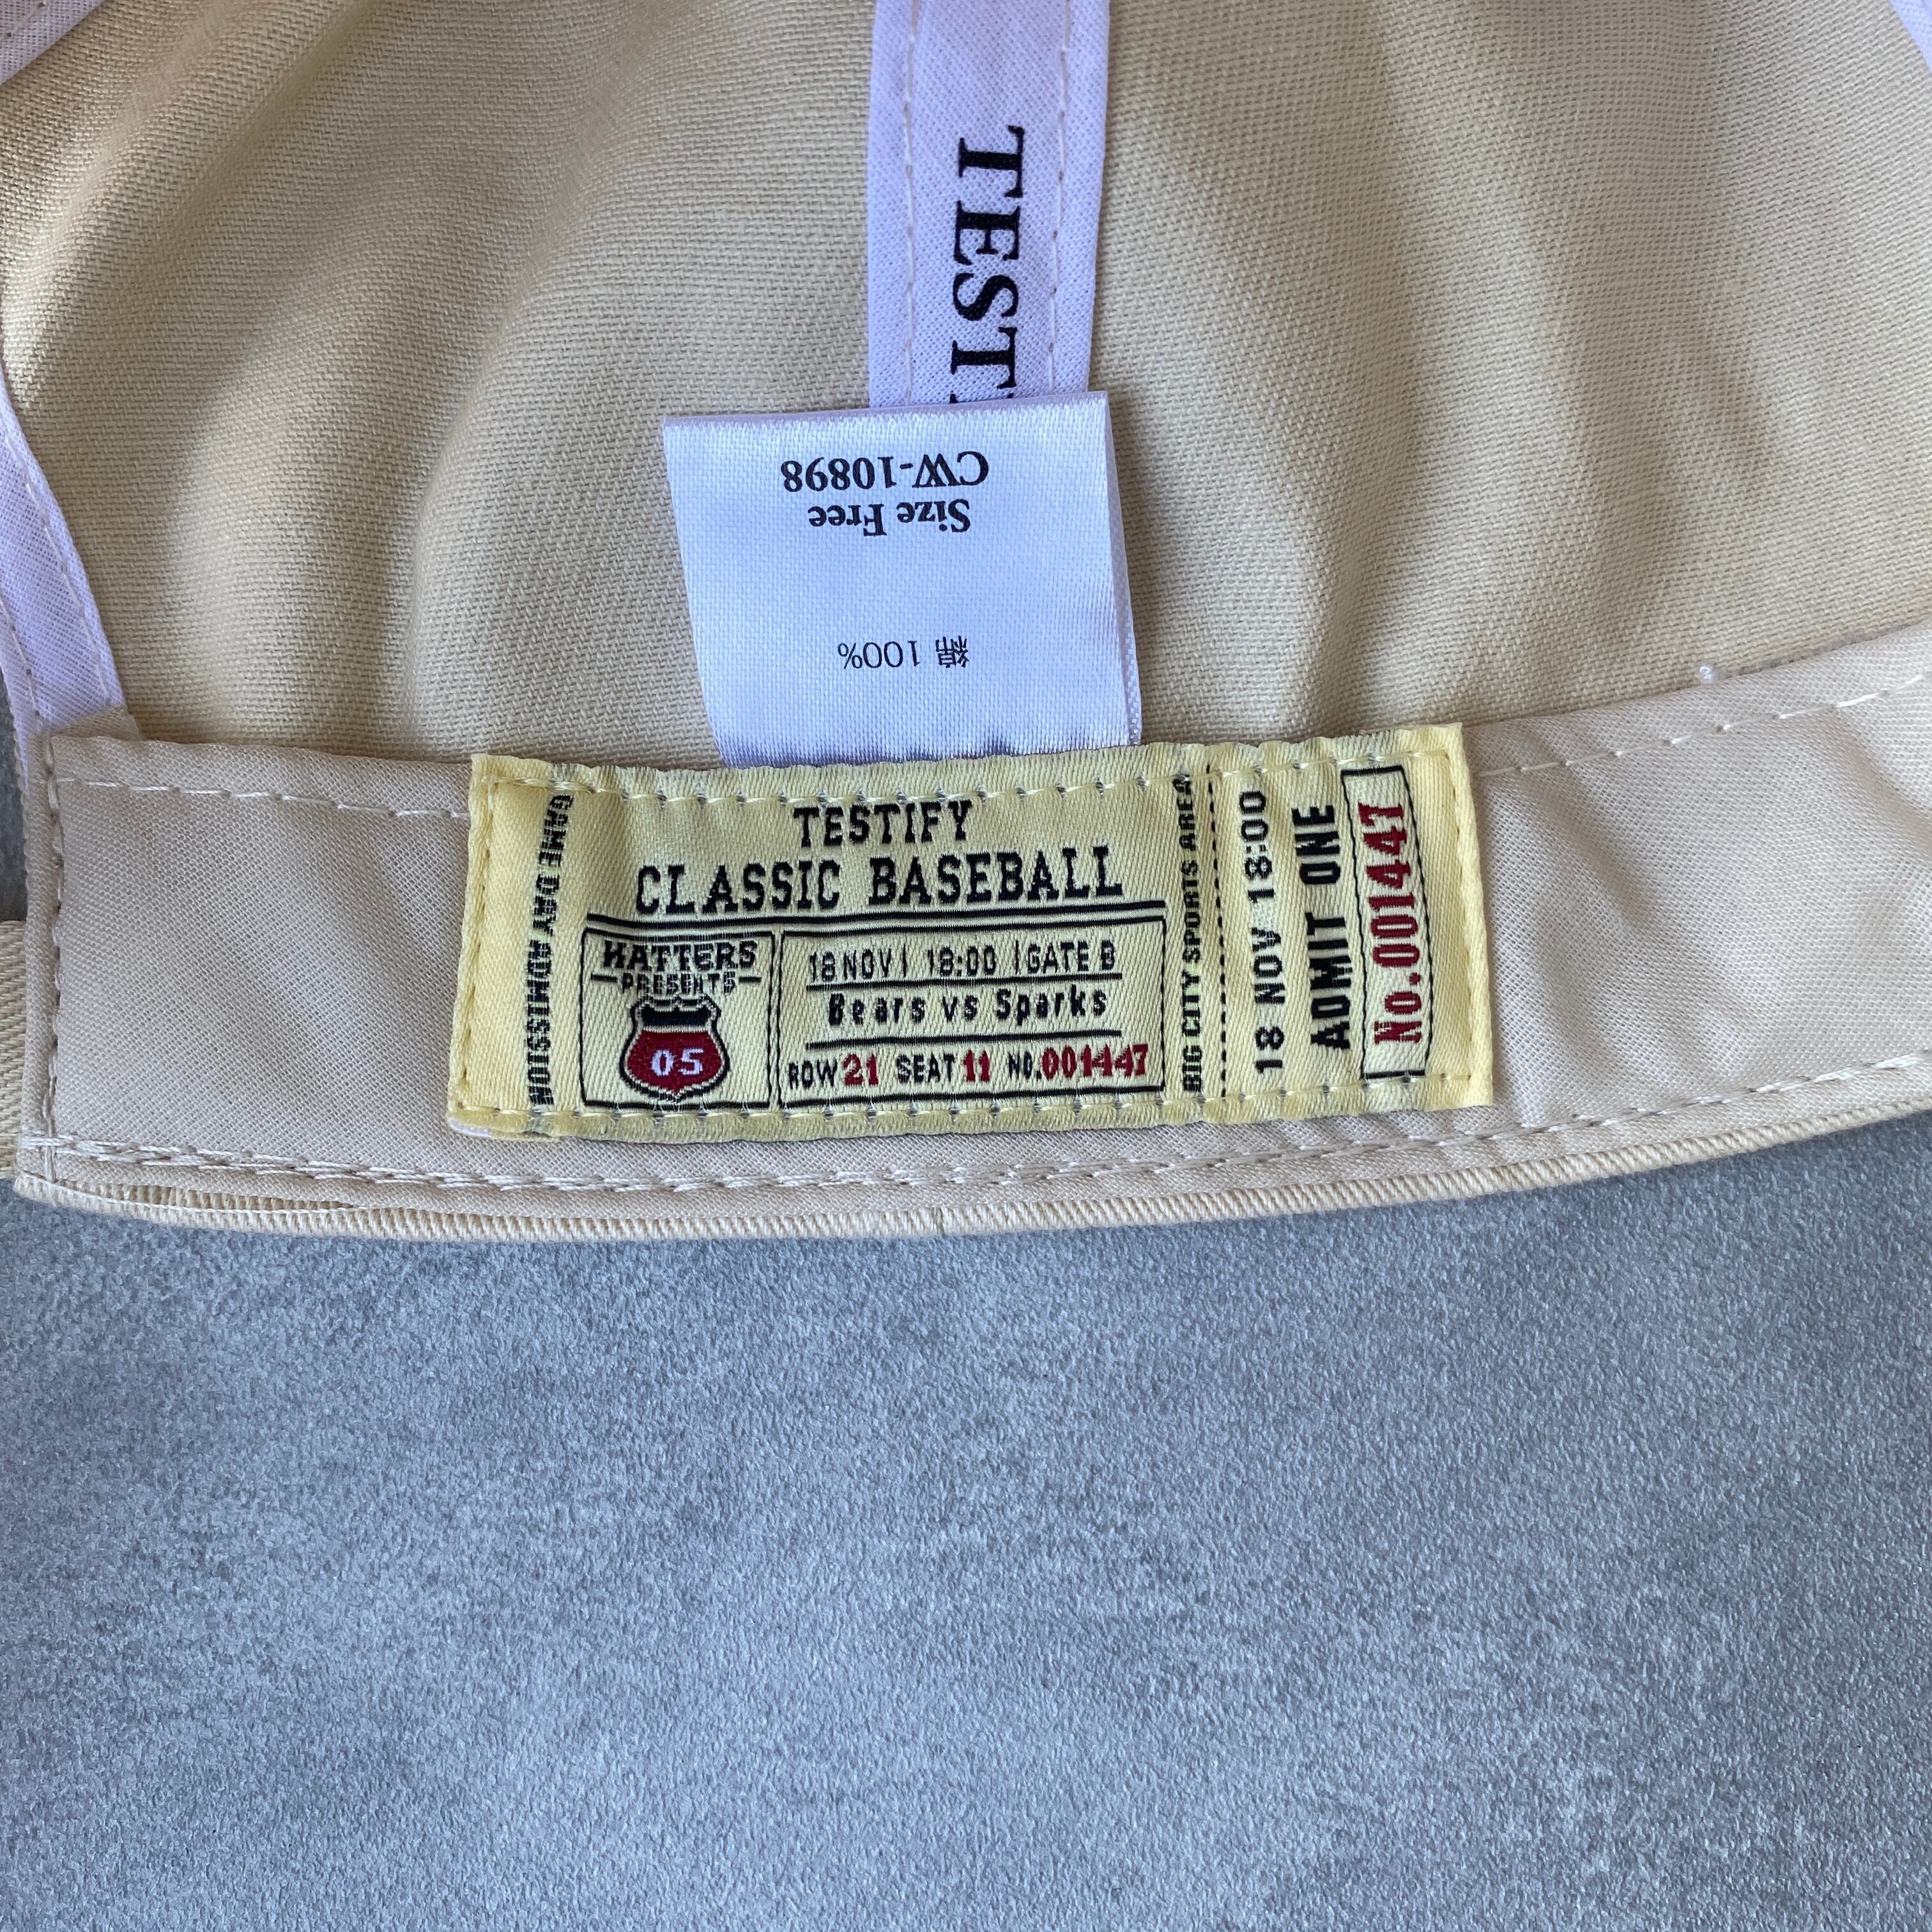 TEST
CW-10898
Size Free
綿 100%
GAME DAY ADMISSION
TESTIFY
CLASSIC BASEBALL
HATTERS
PRESENTS
05
18 NOV | 18:00 | GATE B
Bears vs Sparks
ROW 21 SEAT 11 NO.001447
BIG CITY SPORTS AREA
18 NOV 18:00
ADMIT ONE
No.001447